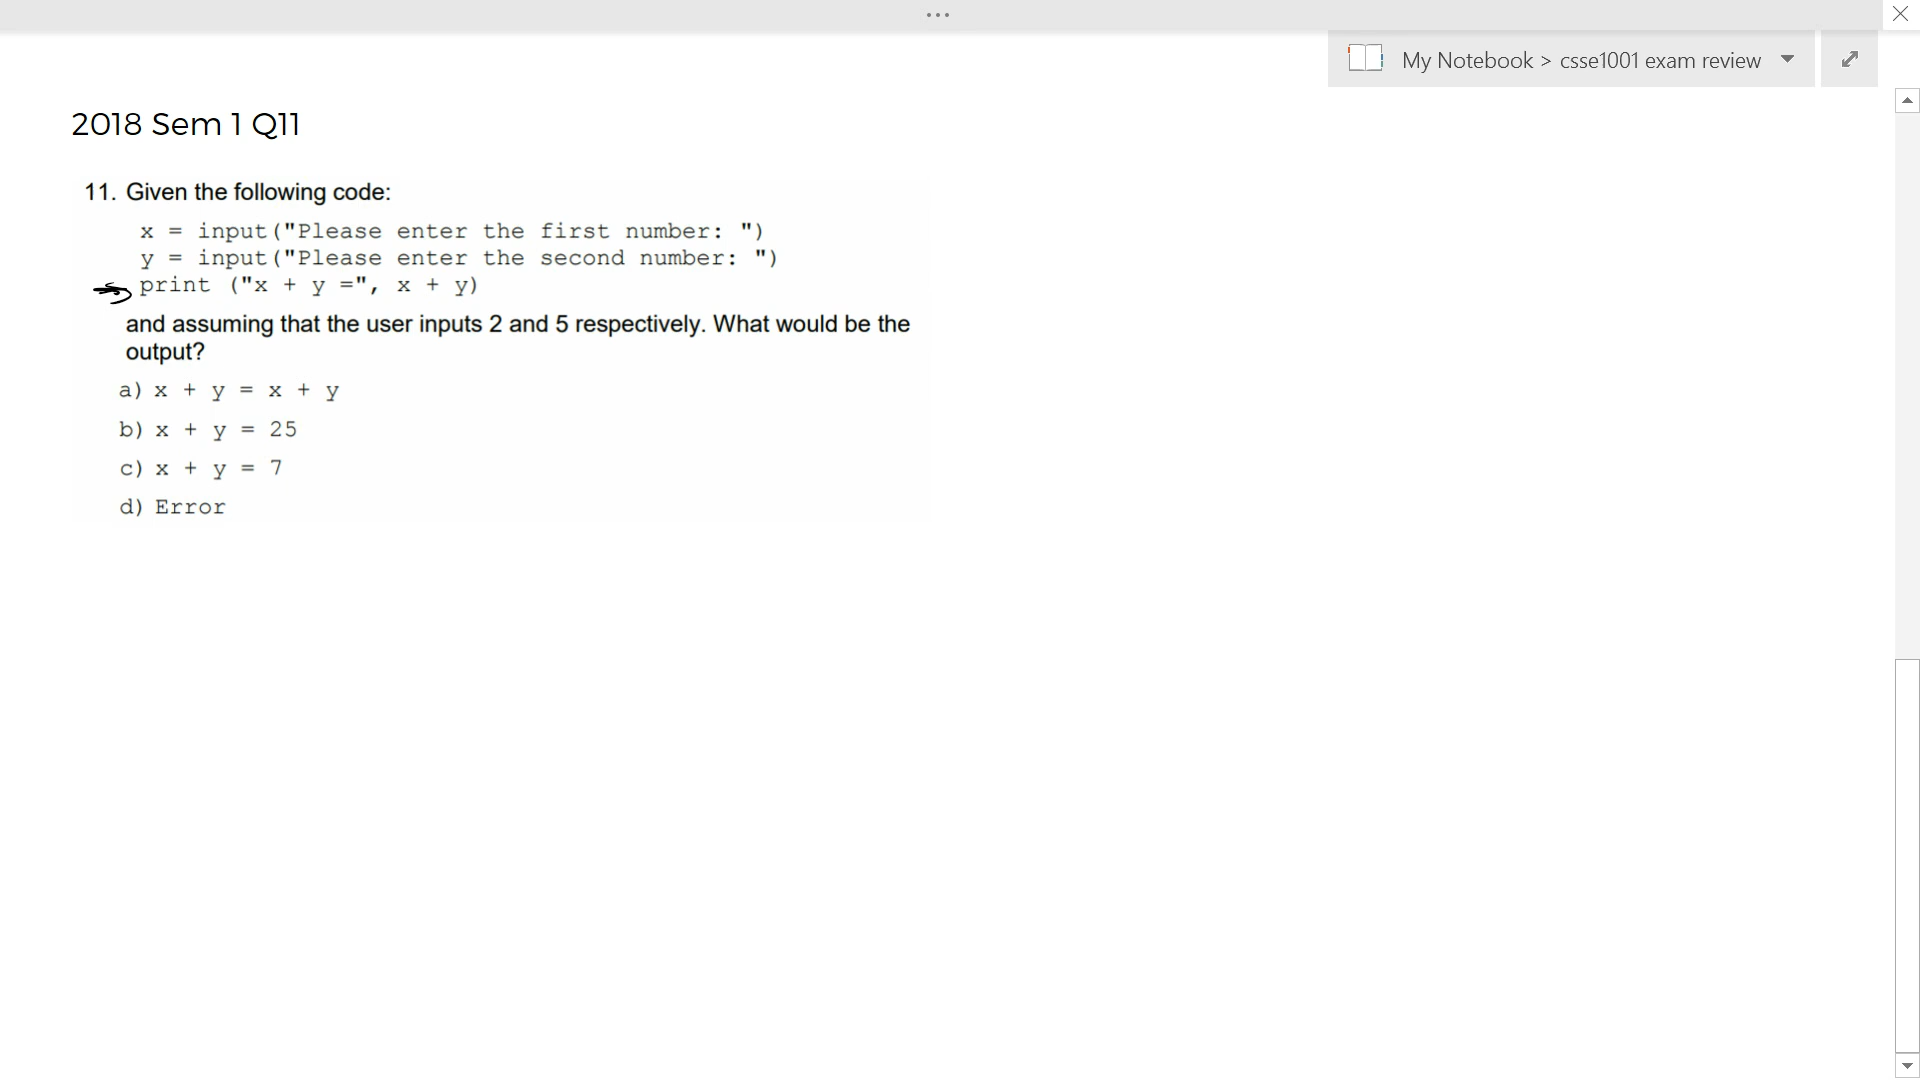 My Notebook > csse1001 exam review
2018 Sem 1 Q11
11. Given the following code:
x = input("Please enter the first number: ")
y = input("Please enter the second number: ")
print ("x + y =", x + y)
and assuming that the user inputs 2 and 5 respectively. What would be the
output?
a) x + y = x + y
b) x + y = 25
c) x + y = 7
d) Error